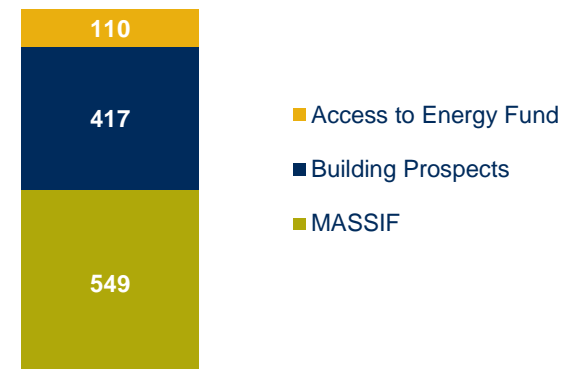 110
417
549
Access to Energy Fund
Building Prospects
MASSIF